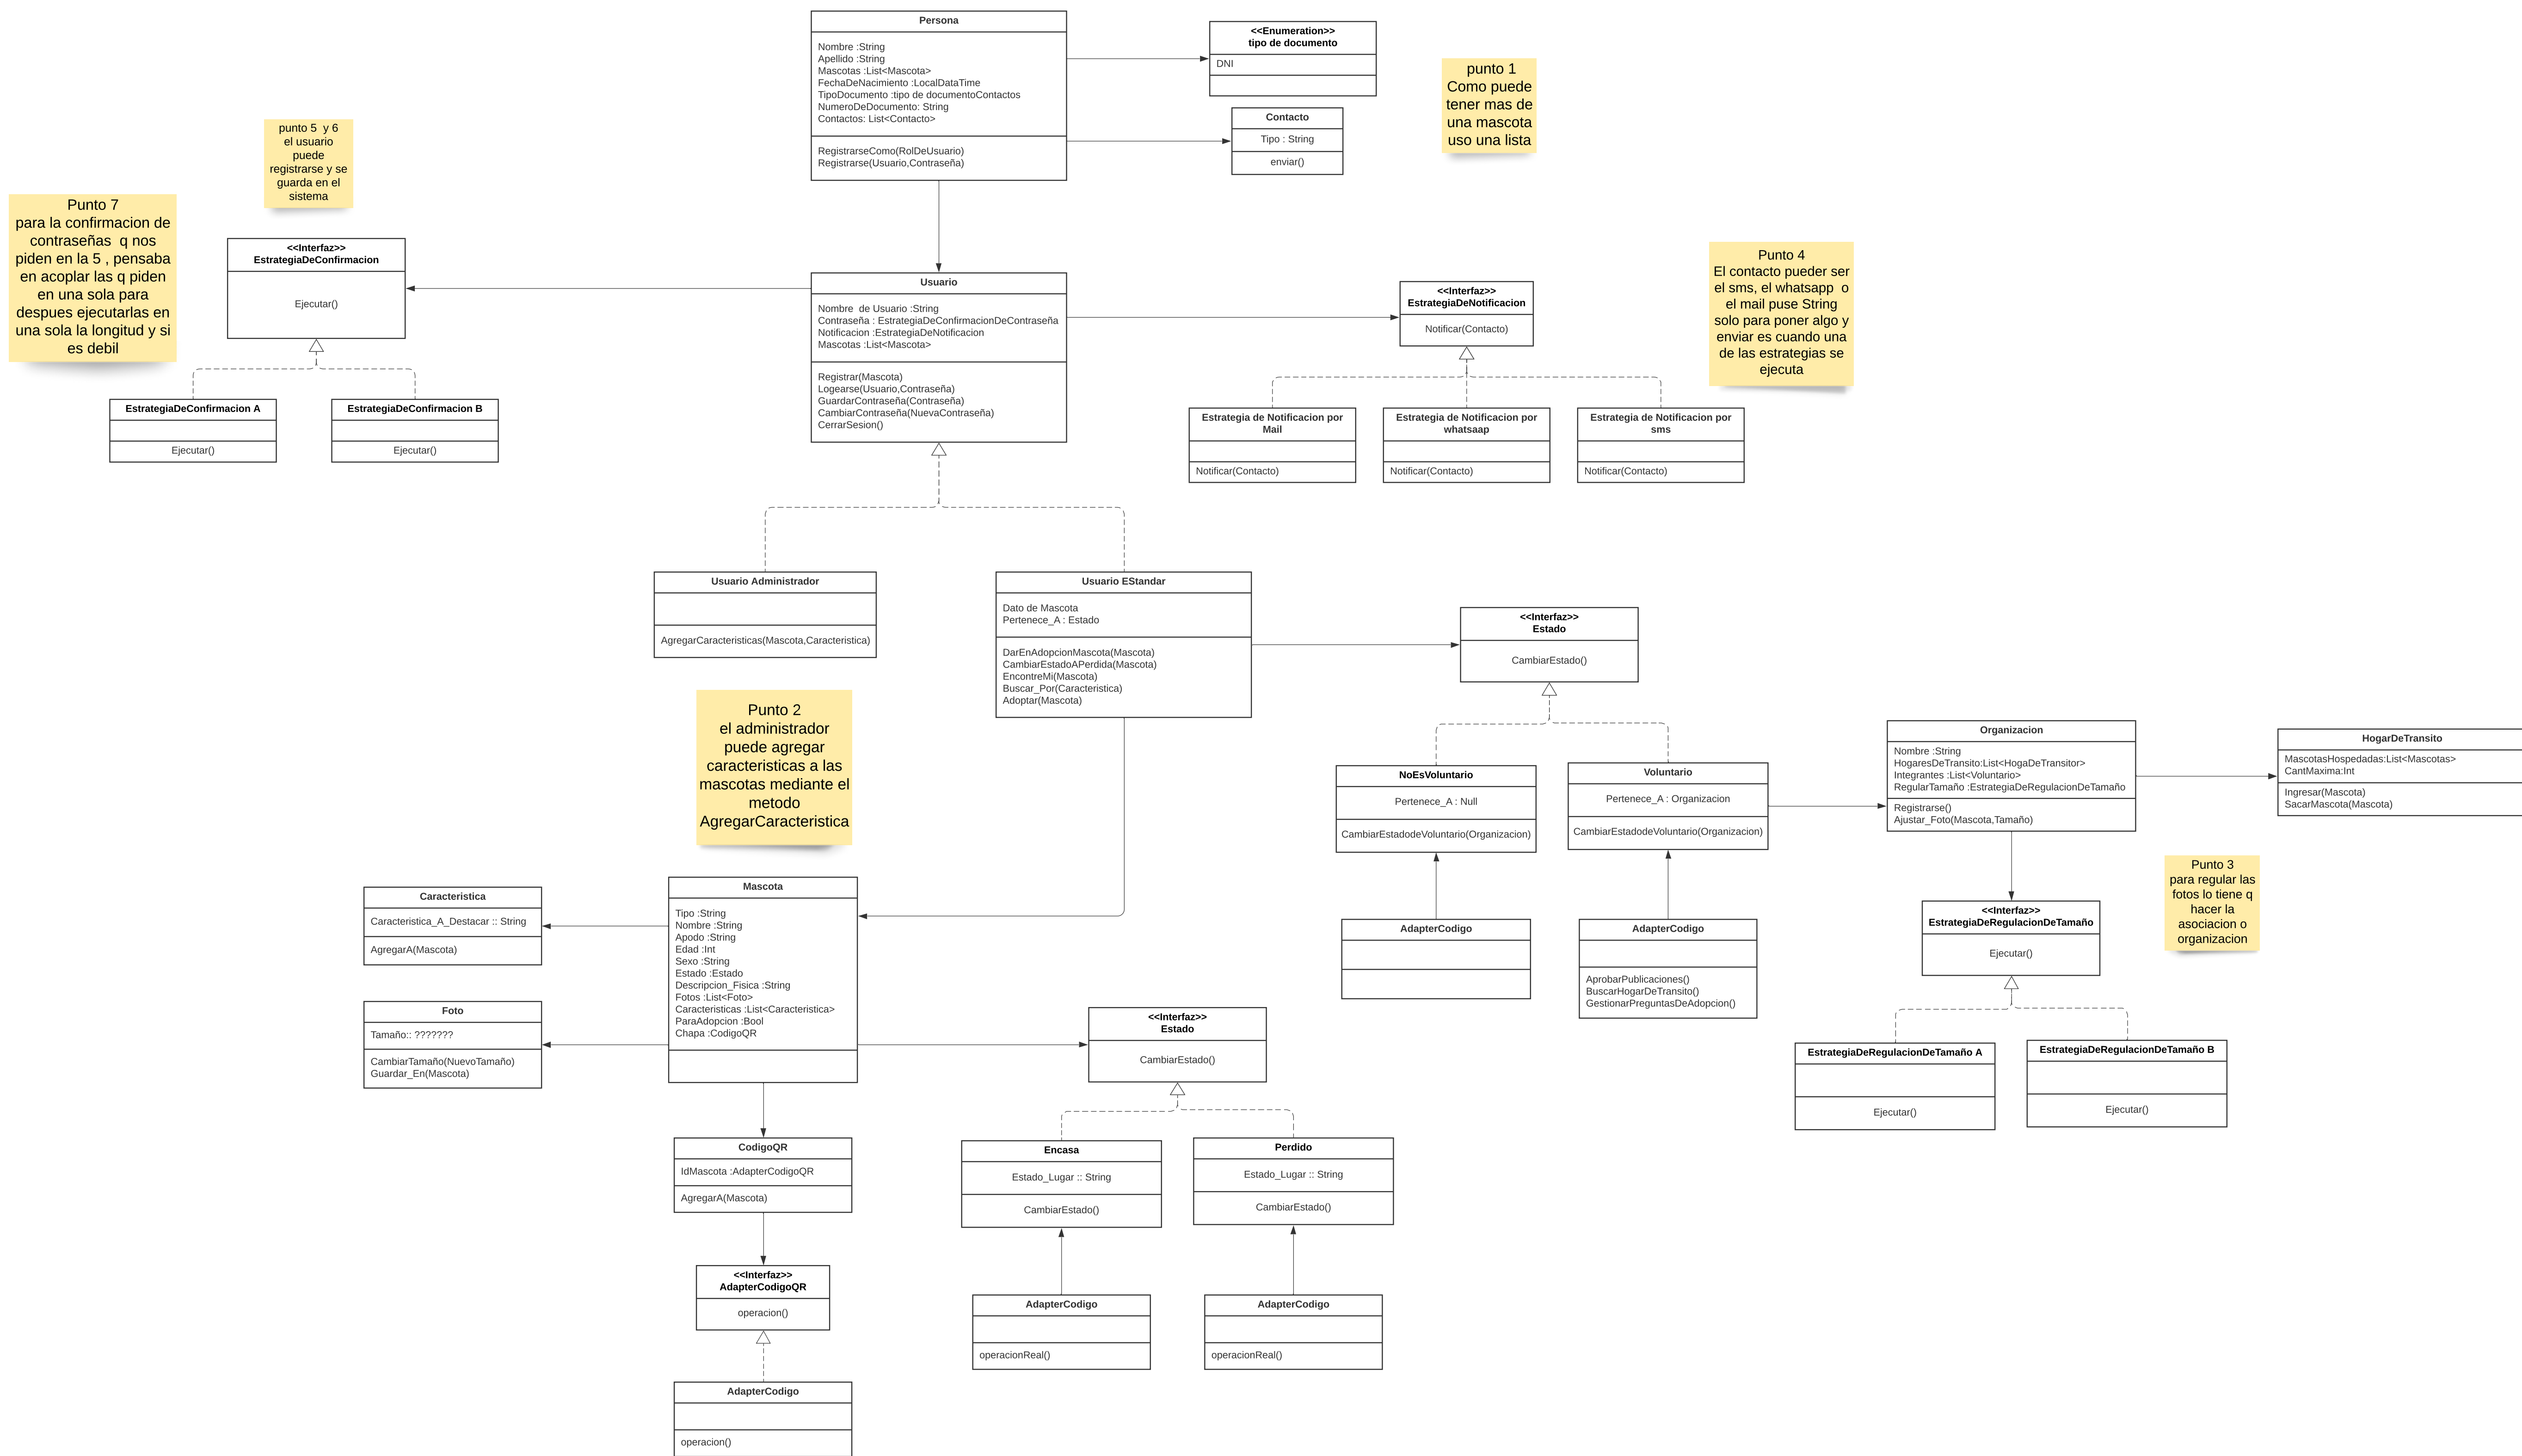 Persona
Nombre :String
Apellido :String
Mascotas :List<Mascota>
FechaDeNacimiento :LocalDataTime
TipoDocumento :tipo de documentoContactos
NumeroDeDocumento: String
Contactos: List<Contacto>
RegistrarseComo(RolDeUsuario)
Registrarse(Usuario,Contraseña)
<<Enumeration>>
tipo de documento
DNI
Contacto
Tipo : String
enviar()
punto 1
Como puede
tener mas de
una mascota
uso una lista
punto 5  y 6
el usuario
puede
registrarse y se
guarda en el
sistema
Punto 7
para la confirmacion de
contraseñas  q nos
piden en la 5 , pensaba
en acoplar las q piden
en una sola para
despues ejecutarlas en
una sola la longitud y si
es debil
<<Interfaz>>
EstrategiaDeConfirmacion
Ejecutar()
EstrategiaDeConfirmacion A
Ejecutar()
EstrategiaDeConfirmacion B
Ejecutar()
Usuario
Nombre  de Usuario :String
Contraseña : EstrategiaDeConfirmacionDeContraseña
Notificacion :EstrategiaDeNotificacion
Mascotas :List<Mascota>
Registrar(Mascota)
Logearse(Usuario,Contraseña)
GuardarContraseña(Contraseña)
CambiarContraseña(NuevaContraseña)
CerrarSesion()
<<Interfaz>>
EstrategiaDeNotificacion
Notificar(Contacto)
Estrategia de Notificacion por
Mail
Notificar(Contacto)
Estrategia de Notificacion por
whatsaap
Notificar(Contacto)
Estrategia de Notificacion por
sms
Notificar(Contacto)
Punto 4
El contacto pueder ser
el sms, el whatsapp  o
el mail puse String
solo para poner algo y
enviar es cuando una
de las estrategias se
ejecuta
Usuario Administrador
AgregarCaracteristicas(Mascota,Caracteristica)
Usuario EStandar
Dato de Mascota
Pertenece_A : Estado
DarEnAdopcionMascota(Mascota)
CambiarEstadoAPerdida(Mascota)
EncontreMi(Mascota)
Buscar_Por(Caracteristica)
Adoptar(Mascota)
<<Interfaz>>
Estado
CambiarEstado()
Punto 2
el administrador
puede agregar
caracteristicas a las
mascotas mediante el
metodo
AgregarCaracteristica
NoEsVoluntario
Pertenece_A : Null
CambiarEstadodeVoluntario(Organizacion)
Voluntario
Pertenece_A : Organizacion
CambiarEstadodeVoluntario(Organizacion)
Organizacion
Nombre :String
HogaresDeTransito:List<HogaDeTransitor>
Integrantes :List<Voluntario>
RegularTamaño :EstrategiaDeRegulacionDeTamaño
Registrarse()
Ajustar_Foto(Mascota,Tamaño)
HogarDeTransito
MascotasHospedadas:List<Mascotas>
CantMaxima:Int
Ingresar(Mascota)
SacarMascota(Mascota)
Punto 3
para regular las
fotos lo tiene q
hacer la
asociacion o
organizacion
AdapterCodigo
AdapterCodigo
AprobarPublicaciones()
BuscarHogarDeTransito()
GestionarPreguntasDeAdopcion()
<<Interfaz>>
EstrategiaDeRegulacionDeTamaño
Ejecutar()
EstrategiaDeRegulacionDeTamaño A
Ejecutar()
EstrategiaDeRegulacionDeTamaño B
Ejecutar()
Caracteristica
Caracteristica_A_Destacar :: String
AgregarA(Mascota)
Foto
Tamaño:: ???????
CambiarTamaño(NuevoTamaño)
Guardar_En(Mascota)
Mascota
Tipo :String
Nombre :String
Apodo :String
Edad :Int
Sexo :String
Estado :Estado
Descripcion_Fisica :String
Fotos :List<Foto>
Caracteristicas :List<Caracteristica>
ParaAdopcion :Bool
Chapa :CodigoQR
<<Interfaz>>
Estado
CambiarEstado()
Encasa
Estado_Lugar :: String
CambiarEstado()
Perdido
Estado_Lugar :: String
CambiarEstado()
AdapterCodigo
operacionReal()
AdapterCodigo
operacionReal()
CodigoQR
IdMascota :AdapterCodigoQR
AgregarA(Mascota)
<<Interfaz>>
AdapterCodigoQR
operacion()
AdapterCodigo
operacion()